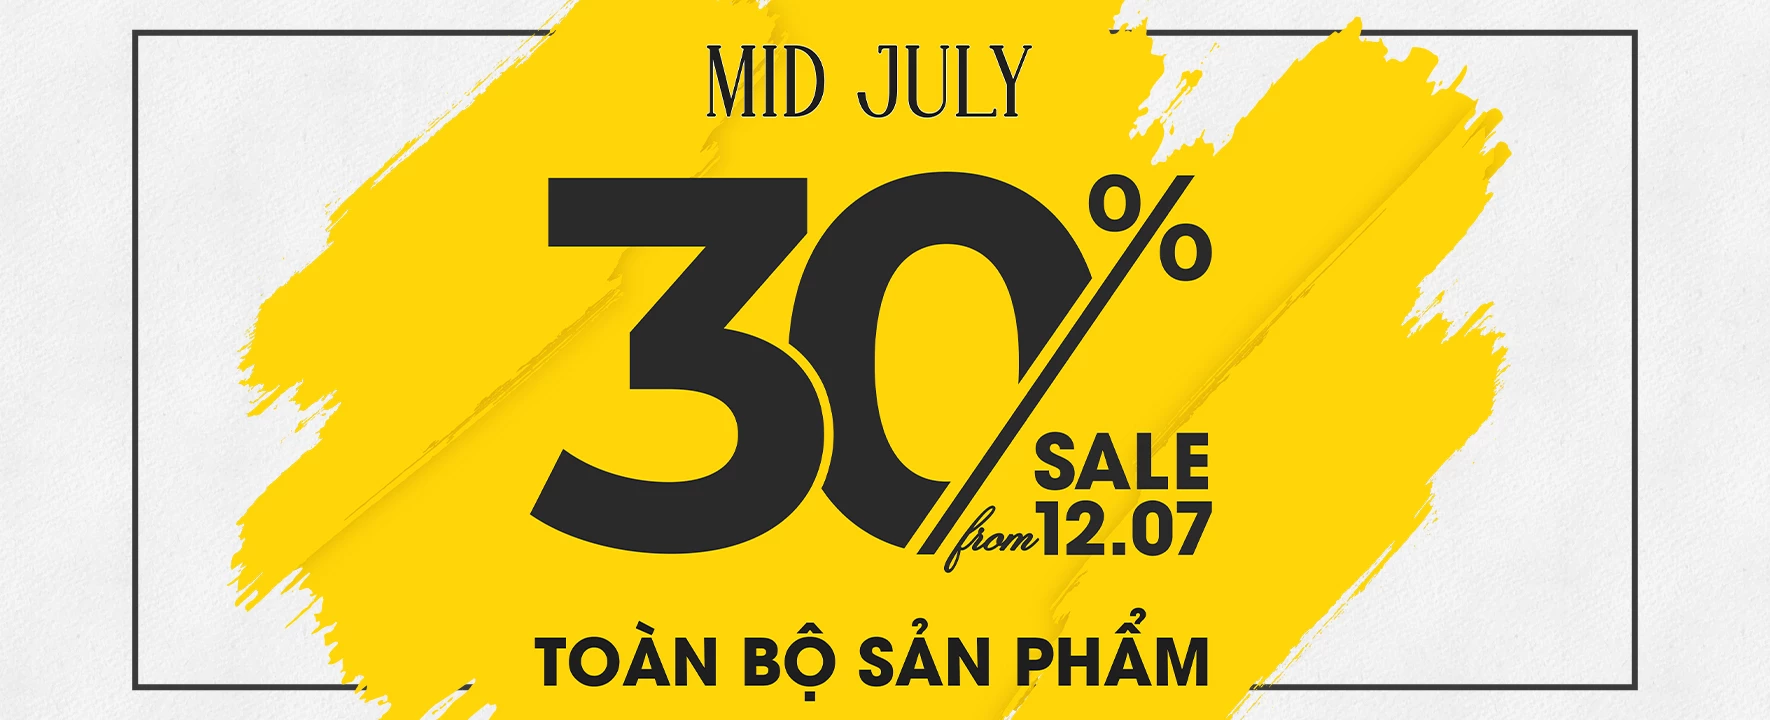 MID JULY
30%
SALE
from 12.07
TOÀN BỘ SẢN PHẨM